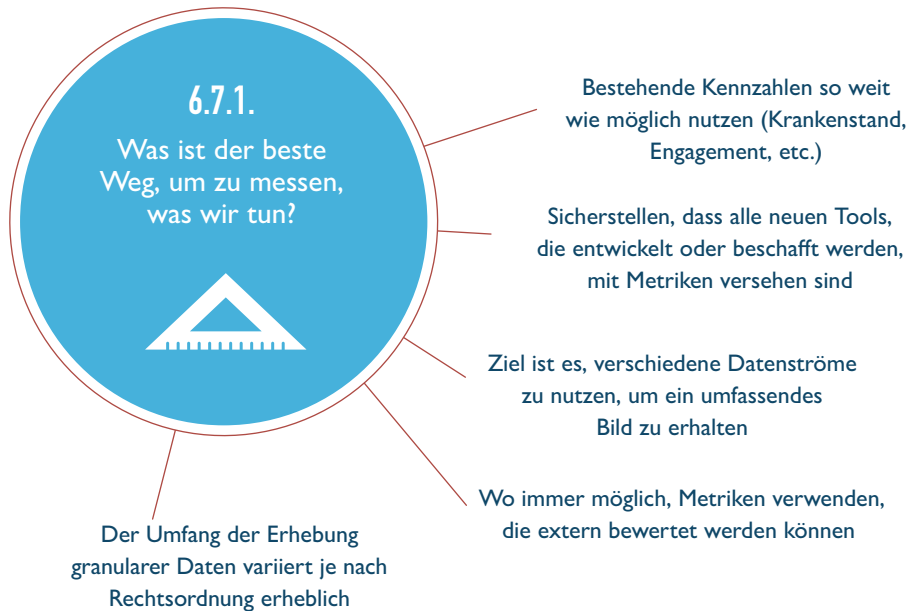 6.7.1.
Was ist der beste
Weg, um zu messen,
was wir tun?
Bestehende Kennzahlen so weit
wie möglich nutzen (Krankenstand,
Engagement, etc.)
Sicherstellen, dass alle neuen Tools,
die entwickelt oder beschafft werden,
mit Metriken versehen sind
Ziel ist es, verschiedene Datenströme
zu nutzen, um ein umfassendes
Bild zu erhalten
Wo immer möglich, Metriken verwenden,
die extern bewertet werden können
Der Umfang der Erhebung
granularer Daten variiert je nach
Rechtsordnung erheblich